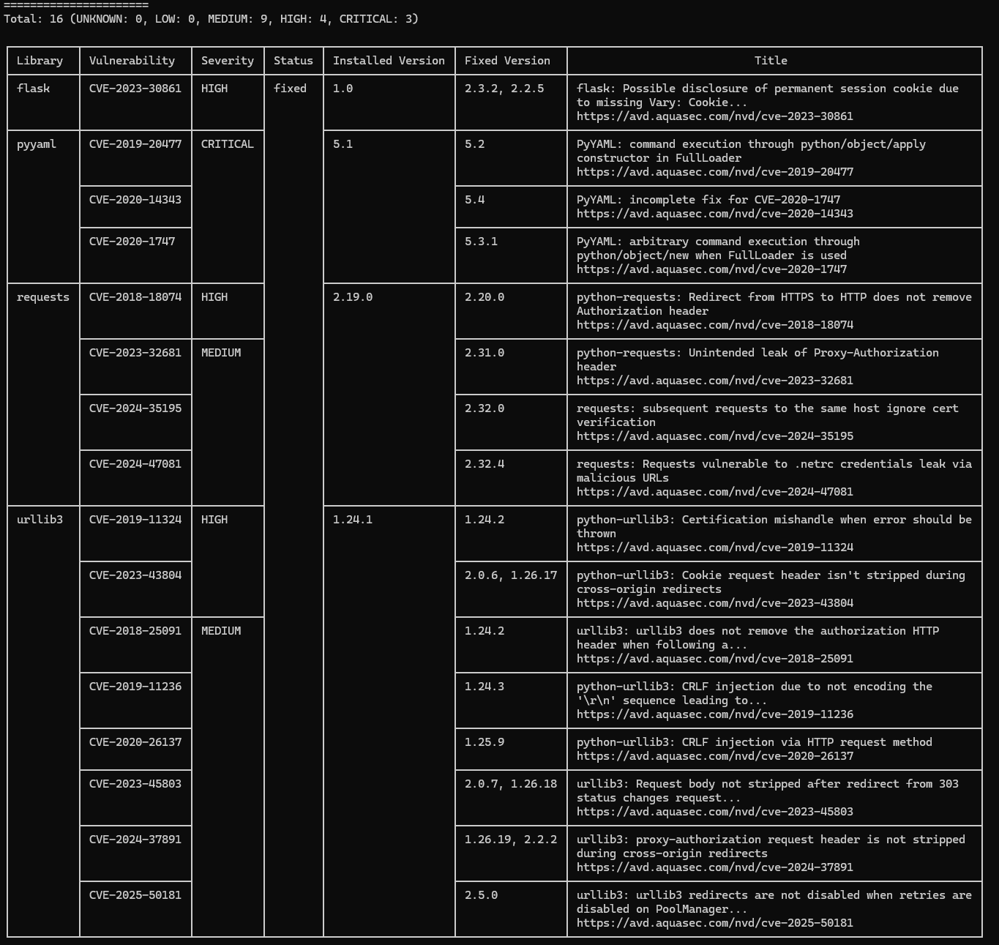 ======================
Total: 16 (UNKNOWN: 0, LOW: 0, MEDIUM: 9, HIGH: 4, CRITICAL: 3)
Library Vulnerability Severity Status Installed Version Fixed Version Title
flask CVE-2023-30861 HIGH fixed 1.0 2.3.2, 2.2.5 flask: Possible disclosure of permanent session cookie due
to missing Vary: Cookie...
https://avd.aquasec.com/nvd/cve-2023-30861
pyyaml CVE-2019-20477 CRITICAL 5.1 5.2 PyYAML: command execution through python/object/apply
constructor in FullLoader
https://avd.aquasec.com/nvd/cve-2019-20477
CVE-2020-14343 5.4 PyYAML: incomplete fix for CVE-2020-1747
https://avd.aquasec.com/nvd/cve-2020-14343
CVE-2020-1747 5.3.1 PyYAML: arbitrary command execution through
python/object/new when FullLoader is used
https://avd.aquasec.com/nvd/cve-2020-1747
requests CVE-2018-18074 HIGH 2.19.0 2.20.0 python-requests: Redirect from HTTPS to HTTP does not remove
Authorization header
https://avd.aquasec.com/nvd/cve-2018-18074
CVE-2023-32681 MEDIUM 2.31.0 python-requests: Unintended leak of Proxy-Authorization
header
https://avd.aquasec.com/nvd/cve-2023-32681
CVE-2024-35195 2.32.0 requests: subsequent requests to the same host ignore cert
verification
https://avd.aquasec.com/nvd/cve-2024-35195
CVE-2024-47081 2.32.4 requests: Requests vulnerable to .netrc credentials leak via
malicious URLs
https://avd.aquasec.com/nvd/cve-2024-47081
urllib3 CVE-2019-11324 HIGH 1.24.1 1.24.2 python-urllib3: Certification mishandle when error should be
thrown
https://avd.aquasec.com/nvd/cve-2019-11324
CVE-2023-43804 2.0.6, 1.26.17 python-urllib3: Cookie request header isn't stripped during
cross-origin redirects
https://avd.aquasec.com/nvd/cve-2023-43804
CVE-2018-25091 MEDIUM 1.24.2 urllib3: urllib3 does not remove the authorization HTTP
header when following a...
https://avd.aquasec.com/nvd/cve-2018-25091
CVE-2019-11236 1.24.3 python-urllib3: CRLF injection due to not encoding the
'\r\n' sequence leading to...
https://avd.aquasec.com/nvd/cve-2019-11236
CVE-2020-26137 1.25.9 python-urllib3: CRLF injection via HTTP request method
https://avd.aquasec.com/nvd/cve-2020-26137
CVE-2023-45803 2.0.7, 1.26.18 urllib3: Request body not stripped after redirect from 303
status changes request...
https://avd.aquasec.com/nvd/cve-2023-45803
CVE-2024-37891 1.26.19, 2.2.2 urllib3: proxy-authorization request header is not stripped
during cross-origin redirects
https://avd.aquasec.com/nvd/cve-2024-37891
CVE-2025-50181 2.5.0 urllib3: urllib3 redirects are not disabled when retries are
disabled on PoolManager...
https://avd.aquasec.com/nvd/cve-2025-50181